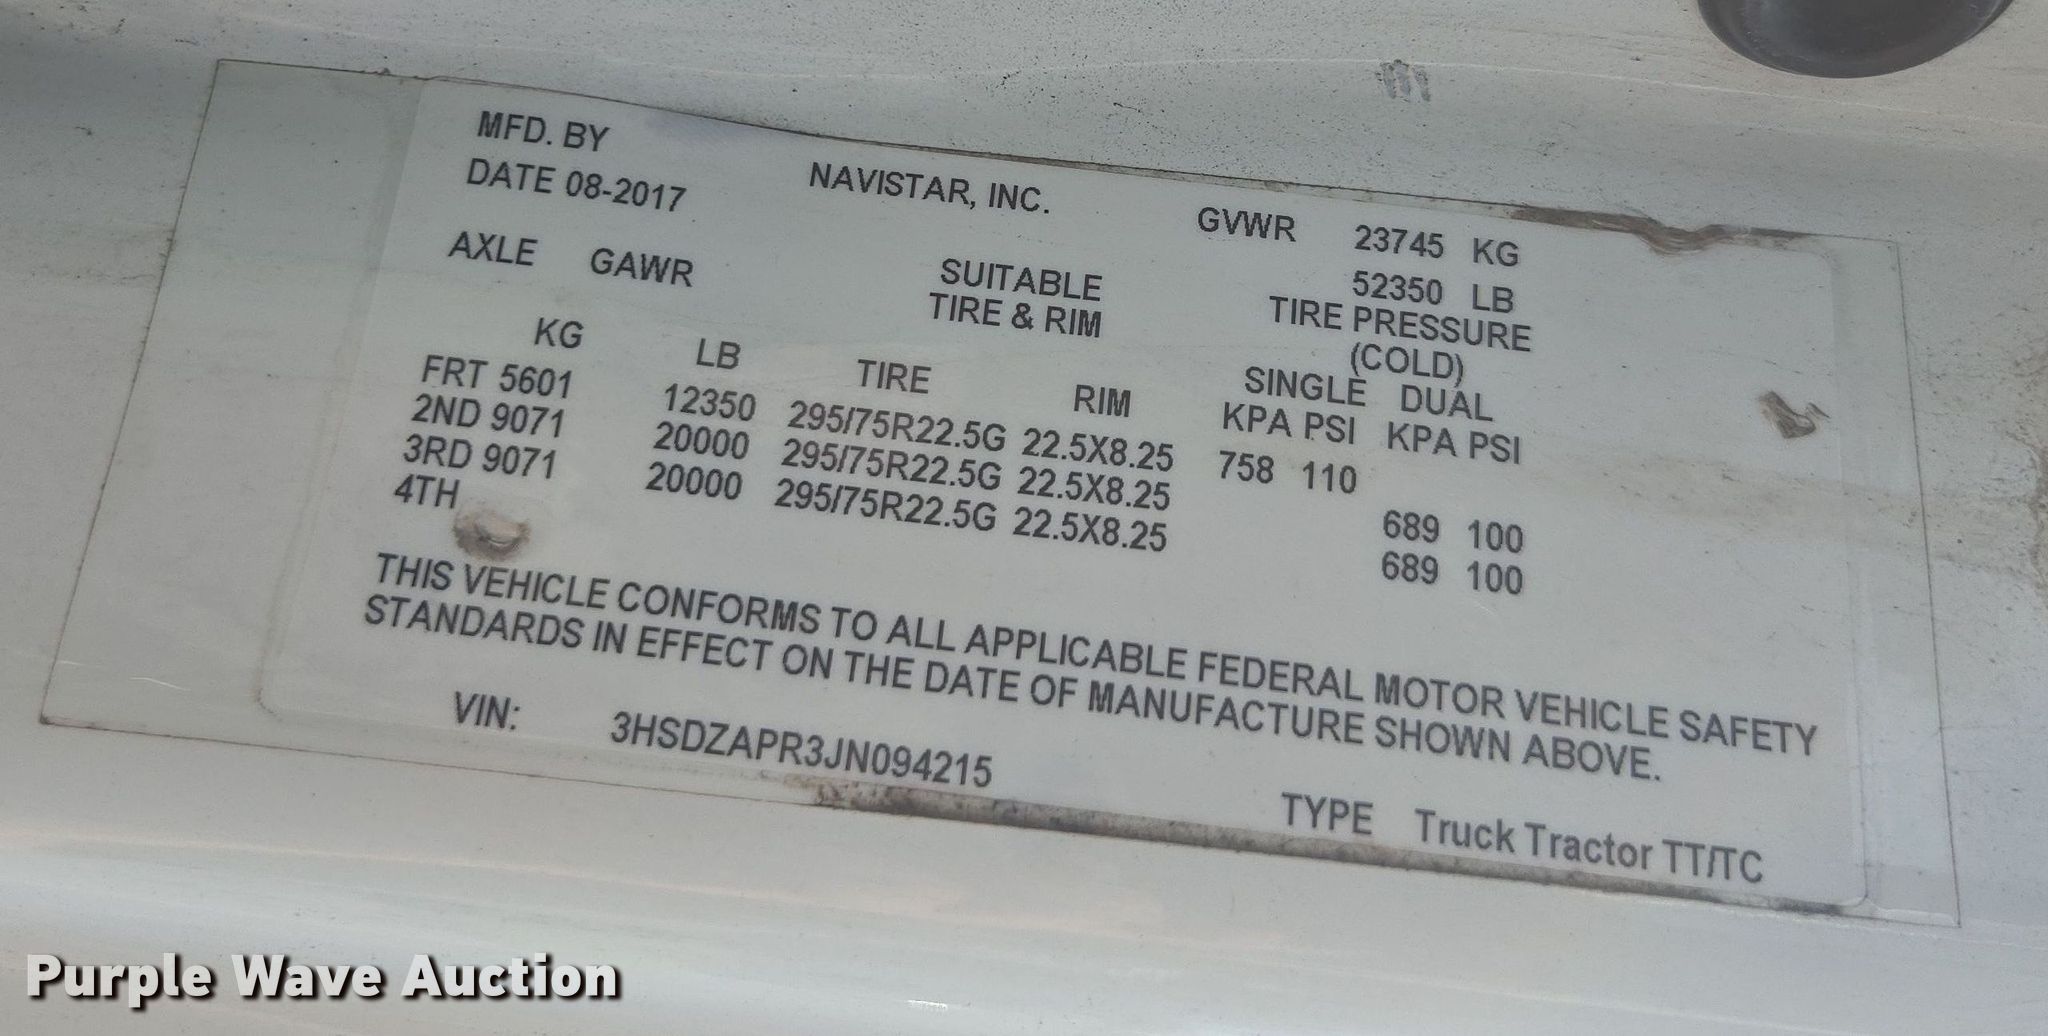 MFD. BY NAVISTAR, INC.
DATE 08-2017 GVWR 23745 KG
52350 LB
AXLE GAWR SUITABLE TIRE PRESSURE
TIRE & RIM (COLD)
KG LB TIRE RIM SINGLE DUAL
KPA PSI KPA PSI
FRT 5601 12350 295/75R22.5G 22.5X8.25 758 110
2ND 9071 20000 295/75R22.5G 22.5X8.25 689 100
3RD 9071 20000 295/75R22.5G 22.5X8.25 689 100
4TH
THIS VEHICLE CONFORMS TO ALL APPLICABLE FEDERAL MOTOR VEHICLE SAFETY
STANDARDS IN EFFECT ON THE DATE OF MANUFACTURE SHOWN ABOVE.
VIN: 3HSDZAPR3JN094215
TYPE Truck Tractor TT/TC
Purple Wave Auction